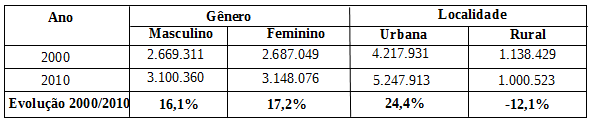 Ano Gênero Localidade
Masculino Feminino Urbana Rural
2000 2.669.311 2.687.049 4.217.931 1.138.429
2010 3.100.360 3.148.076 5.247.913 1.000.523
Evolução 2000/2010 16,1% 17,2% 24,4% -12,1%